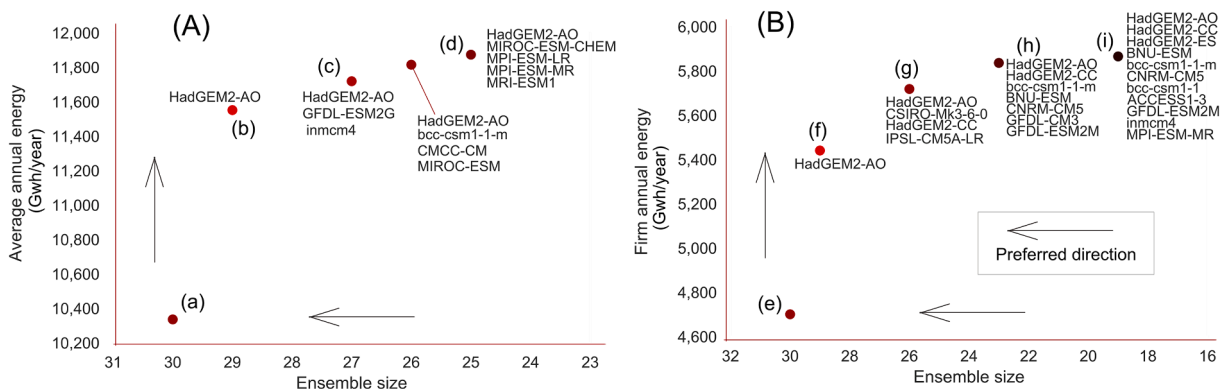 (A)
Average annual energy
(Gwh/year)
12,000
11,800
11,600
11,400
11,200
11,000
10,800
10,600
10,400
10,200
(a)
HadGEM2-AO
(b)
(c)
HadGEM2-AO
GFDL-ESM2G
inmcm4
HadGEM2-AO
bcc-csm1-1-m
CMCC-CM
MIROC-ESM
(d)
HadGEM2-AO
MIROC-ESM-CHEM
MPI-ESM-LR
MPI-ESM-MR
MRI-ESM1
31 30 29 28 27 26 25 24 23
Ensemble size
(B)
Firm annual energy
(Gwh/year)
6,000
5,800
5,600
5,400
5,200
5,000
4,800
4,600
(e)
(f)
HadGEM2-AO
(g)
HadGEM2-AO
CSIRO-Mk3-6-0
HadGEM2-CC
IPSL-CM5A-LR
(h)
HadGEM2-AO
HadGEM2-CC
bcc-csm1-1-m
BNU-ESM
CNRM-CM5
GFDL-CM3
GFDL-ESM2M
(i)
HadGEM2-AO
HadGEM2-CC
HadGEM2-ES
BNU-ESM
bcc-csm1-1-m
CNRM-CM5
bcc-csm1-1
ACCESS1-3
GFDL-ESM2M
inmcm4
MPI-ESM-MR
Preferred direction
32 30 28 26 24 22 20 18 16
Ensemble size